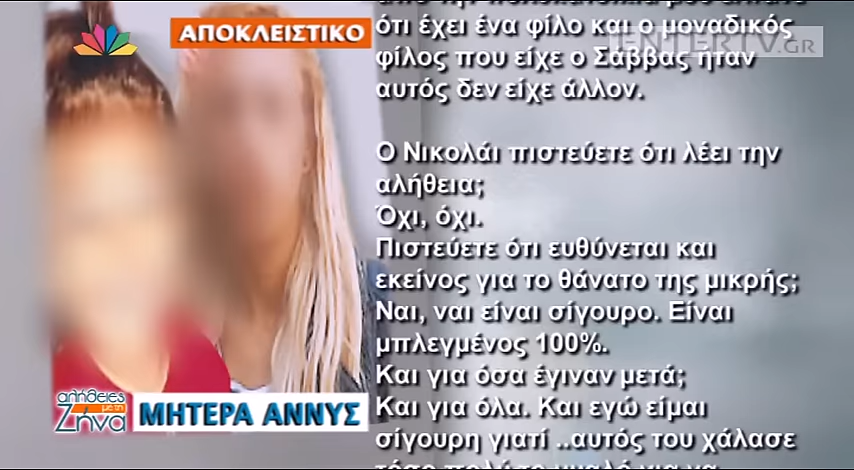 ΑΠΟΚΛΕΙΣΤΙΚΟ
ότι έχει ένα φίλο και ο μοναδικός
φίλος που είχε ο Σάββας ήταν
αυτός δεν είχε άλλον.
Ο Νικολάι πιστεύετε ότι λέει την
αλήθεια;
Όχι, όχι.
Πιστεύετε ότι ευθύνεται και
εκείνος για το θάνατο της μικρής;
Ναι, ναι είναι σίγουρο. Είναι
μπλεγμένος 100%.
Και για όσα έγιναν μετά;
Και για όλα. Και εγώ είμαι
σίγουρη γιατί ..αυτός του χάλασε
αλήθειες
με τη
Ζήνα
ΜΗΤΕΡΑ ΑΝΝΥΣ